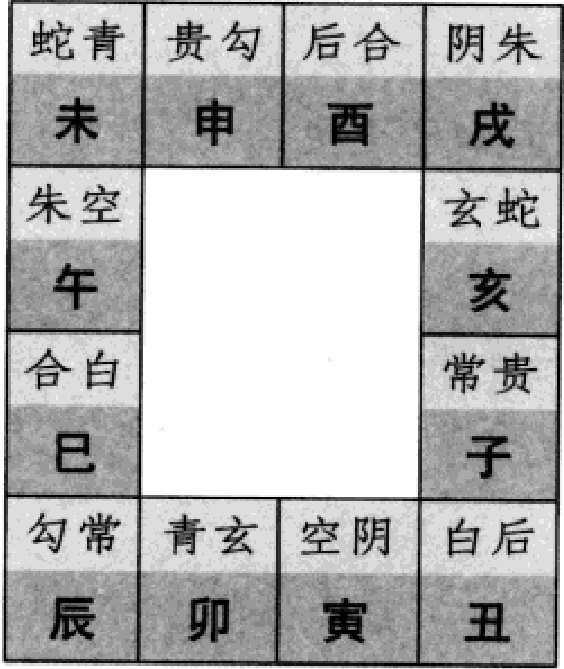 蛇青 贵勾 后合 阴朱
未 申 酉 戌
朱空 玄蛇
午 亥
合白 常贵
巳 子
勾常 青玄 空阴 白后
辰 卯 寅 丑